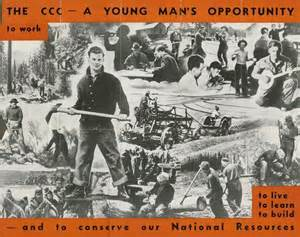 THE CCC — A YOUNG MAN'S OPPORTUNITY
to work
to live
to learn
to build
— and to conserve our National Resources